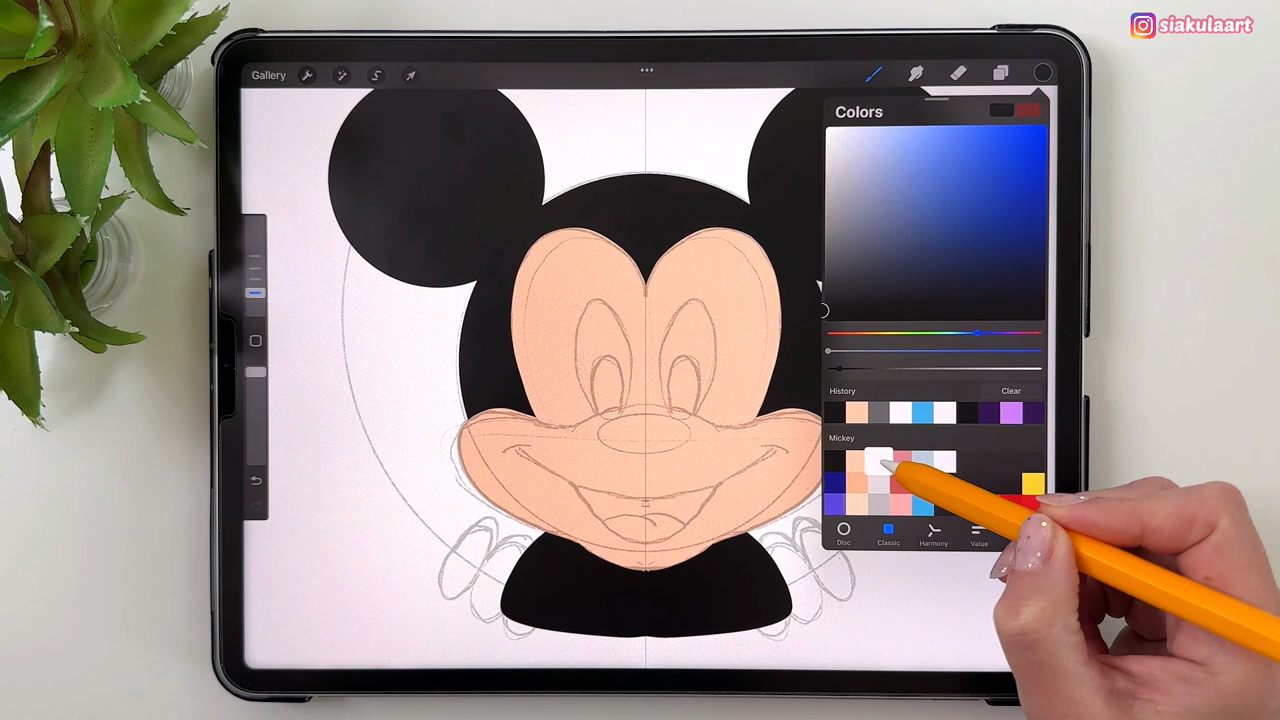 siakulaart
Gallery
Colors
History
Clear
Mickey
Disc
Classic
Harmony
Value